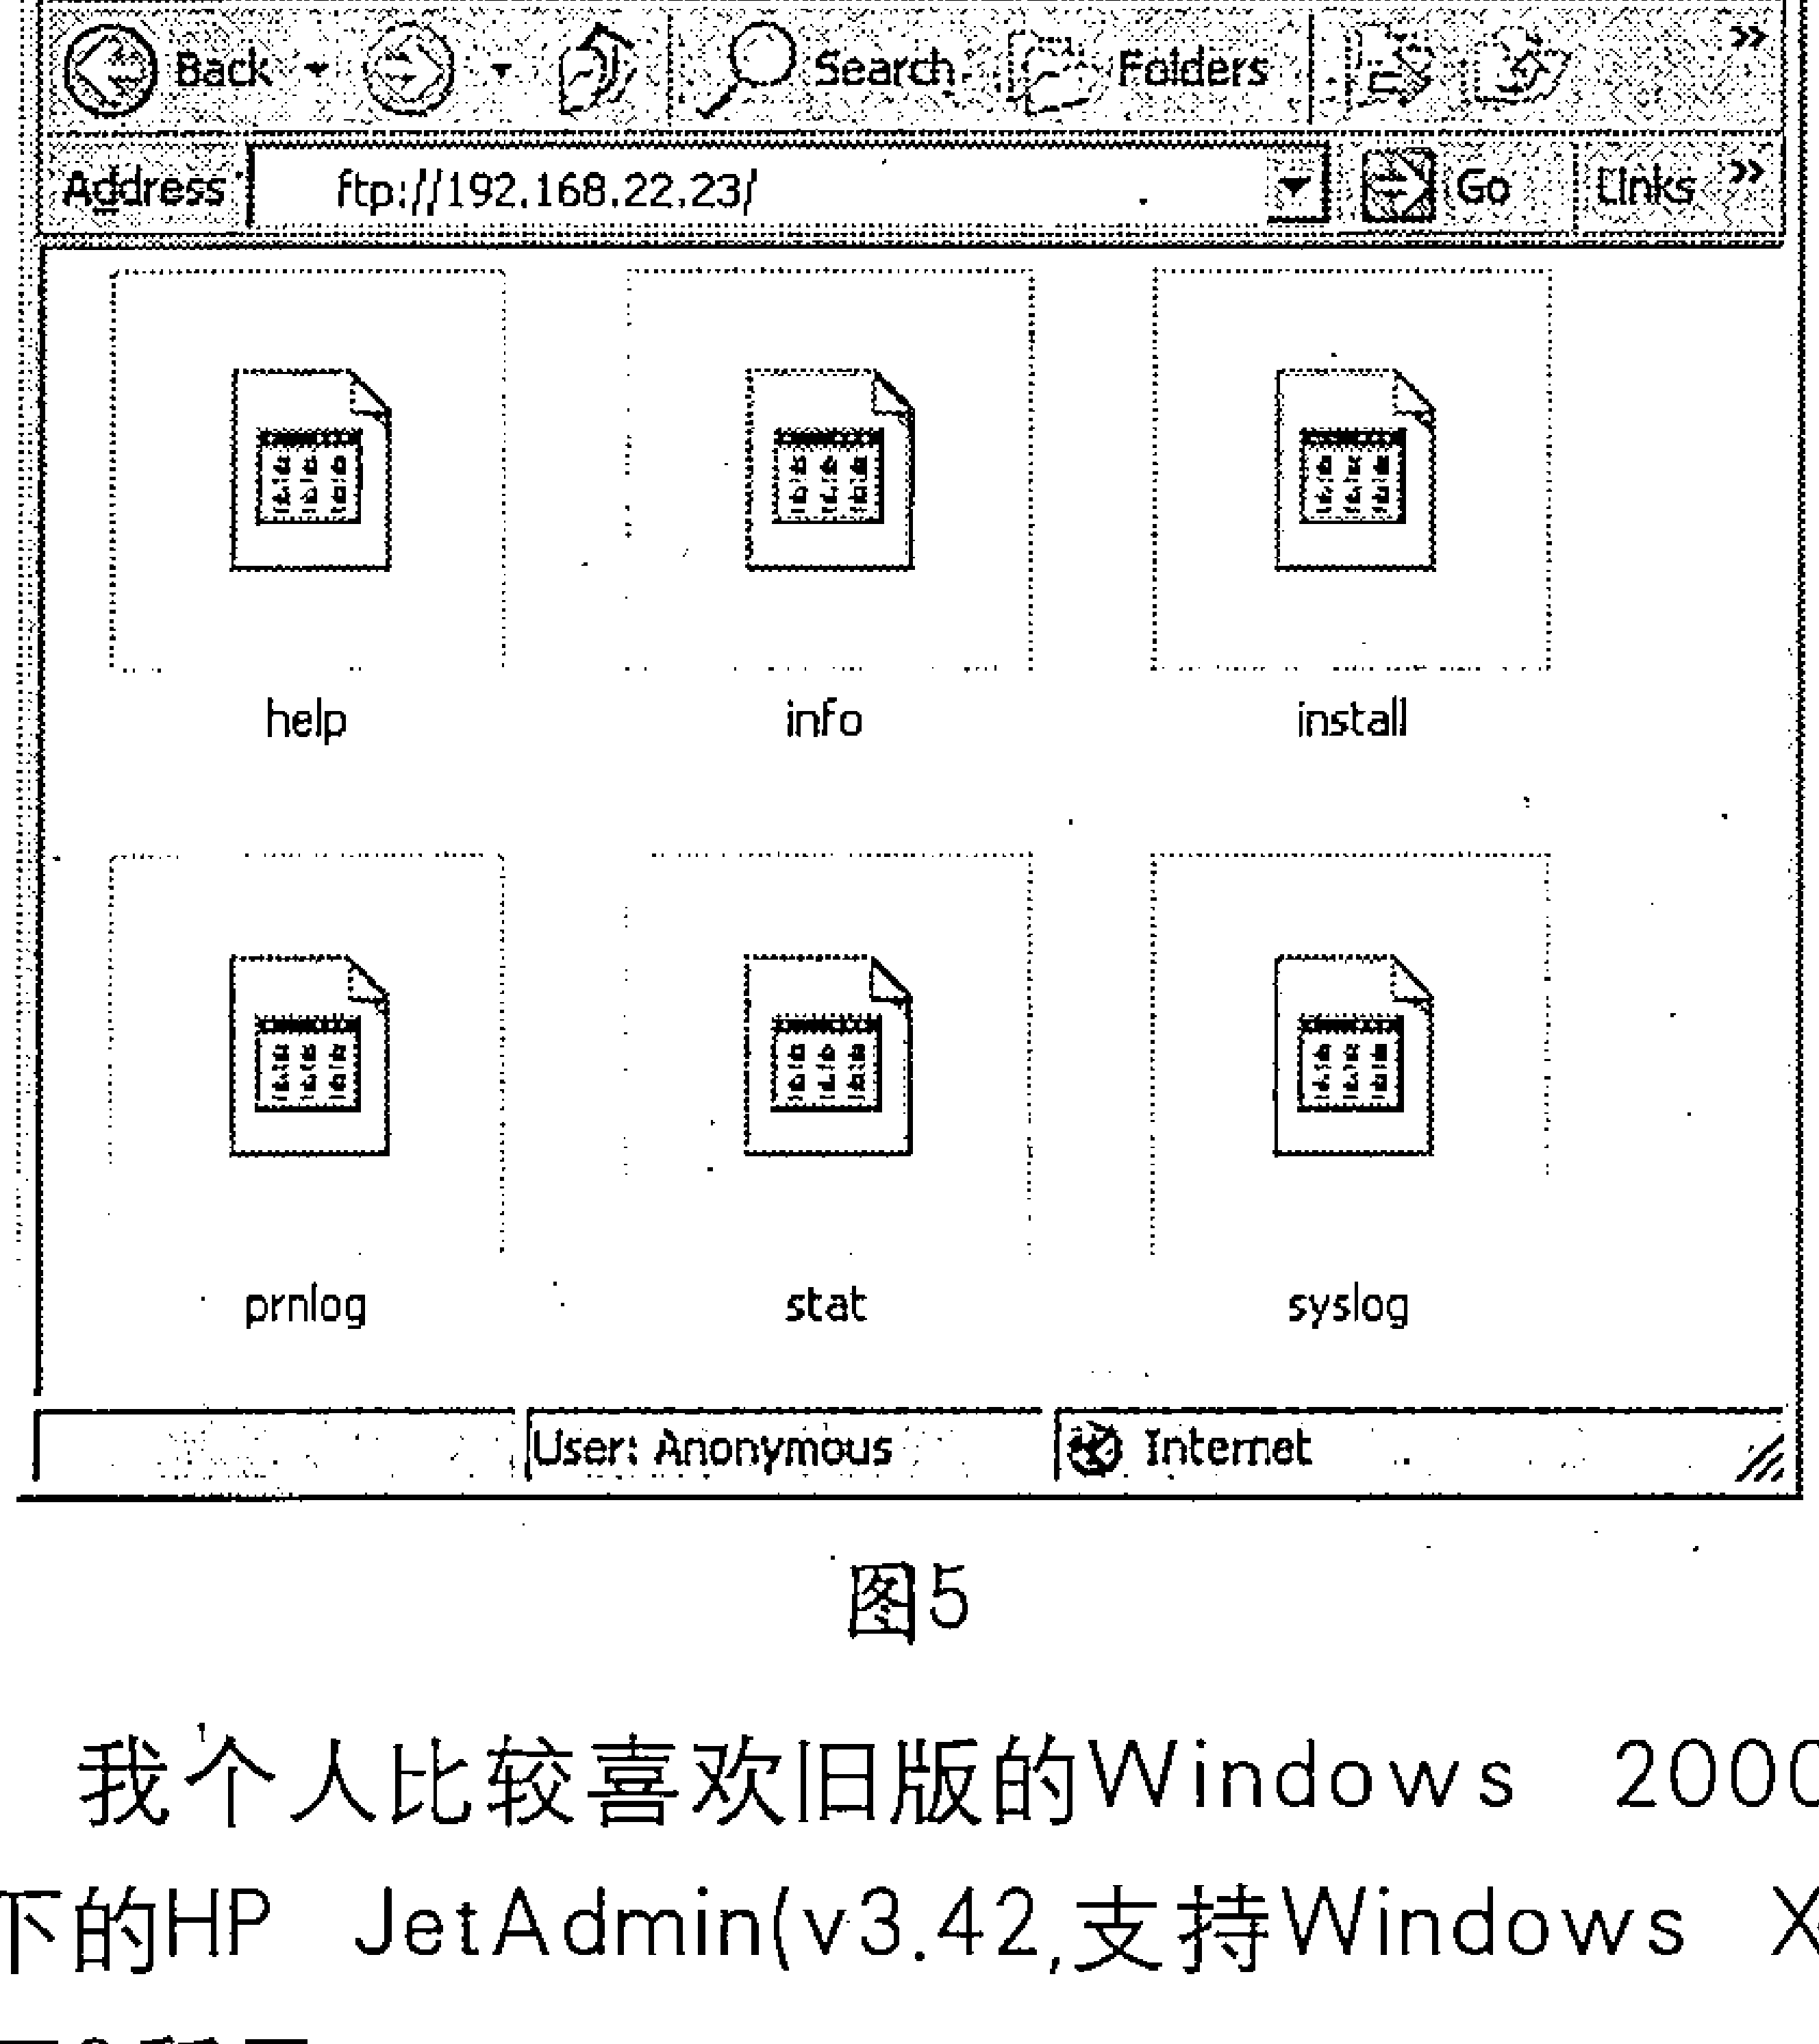 Back Search Folders »
Address ftp://192.168.22.23/ Go Links »
help info install
prnlog stat syslog
User: Anonymous Internet
图5
我个人比较喜欢旧版的Windows 2000
下的HP JetAdmin(v3.42,支持Windows X